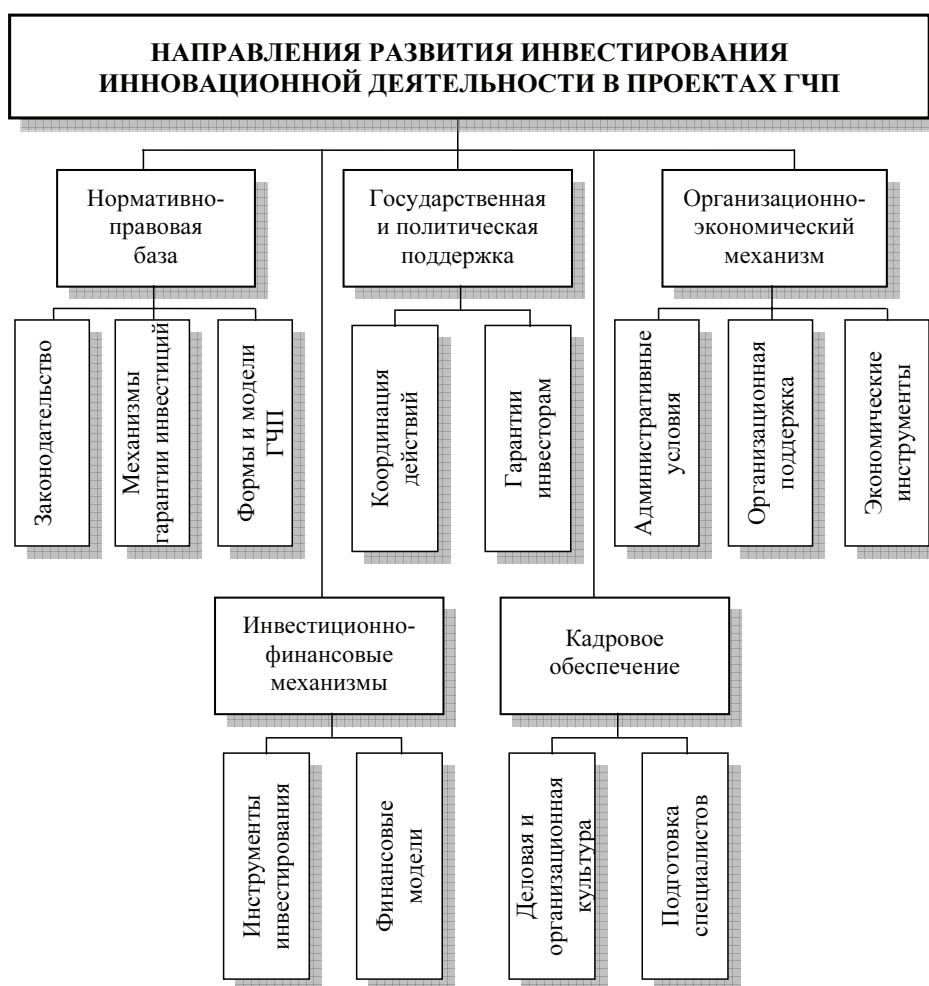 НАПРАВЛЕНИЯ РАЗВИТИЯ ИНВЕСТИРОВАНИЯ
ИННОВАЦИОННОЙ ДЕЯТЕЛЬНОСТИ В ПРОЕКТАХ ГЧП
Нормативно-
правовая
база
Государственная
и политическая
поддержка
Организационно-
экономический
механизм
Законодательство
Механизмы
гарантии инвестиций
Формы и модели
ГЧП
Координация
действий
Гарантии
инвесторам
Административные
условия
Организационная
поддержка
Экономические
инструменты
Инвестиционно-
финансовые
механизмы
Кадровое
обеспечение
Инструменты
инвестирования
Финансовые
модели
Деловая и
организационная
культура
Подготовка
специалистов